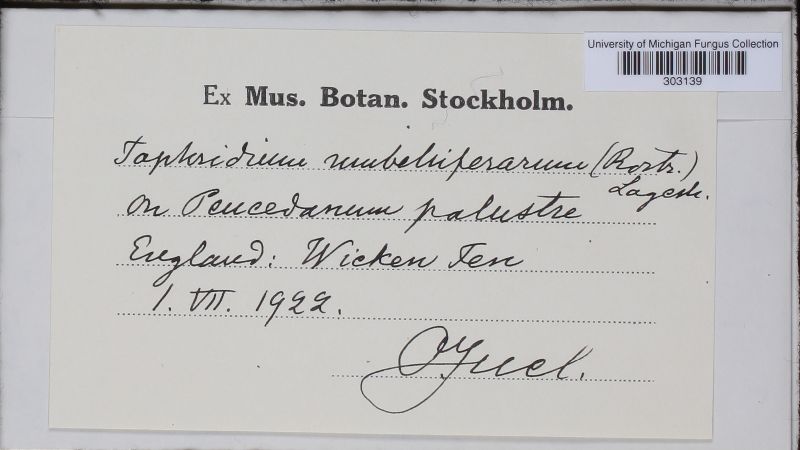 University of Michigan Fungus Collection
303139
Ex Mus. Botan. Stockholm.
Taphridium umbelliferarum (Rostr.)
Lagerh.
on Peucedanum palustre
England: Wicken Fen
1. VII. 1922.
O. Juel.